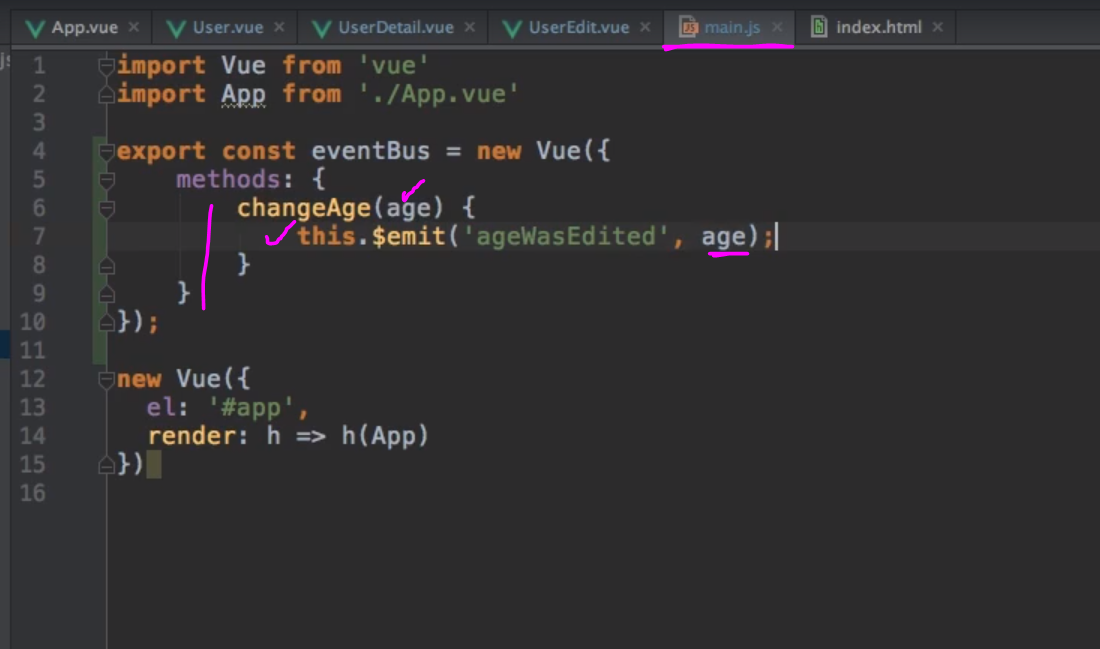 App.vue × User.vue × UserDetail.vue × UserEdit.vue × main.js × index.html ×
1 import Vue from 'vue'
2 import App from './App.vue'
3
4 export const eventBus = new Vue({
5 methods: {
6 changeAge(age) {
7 this.$emit('ageWasEdited', age);
8 }
9 }
10 });
11
12 new Vue({
13 el: '#app',
14 render: h => h(App)
15 })
16